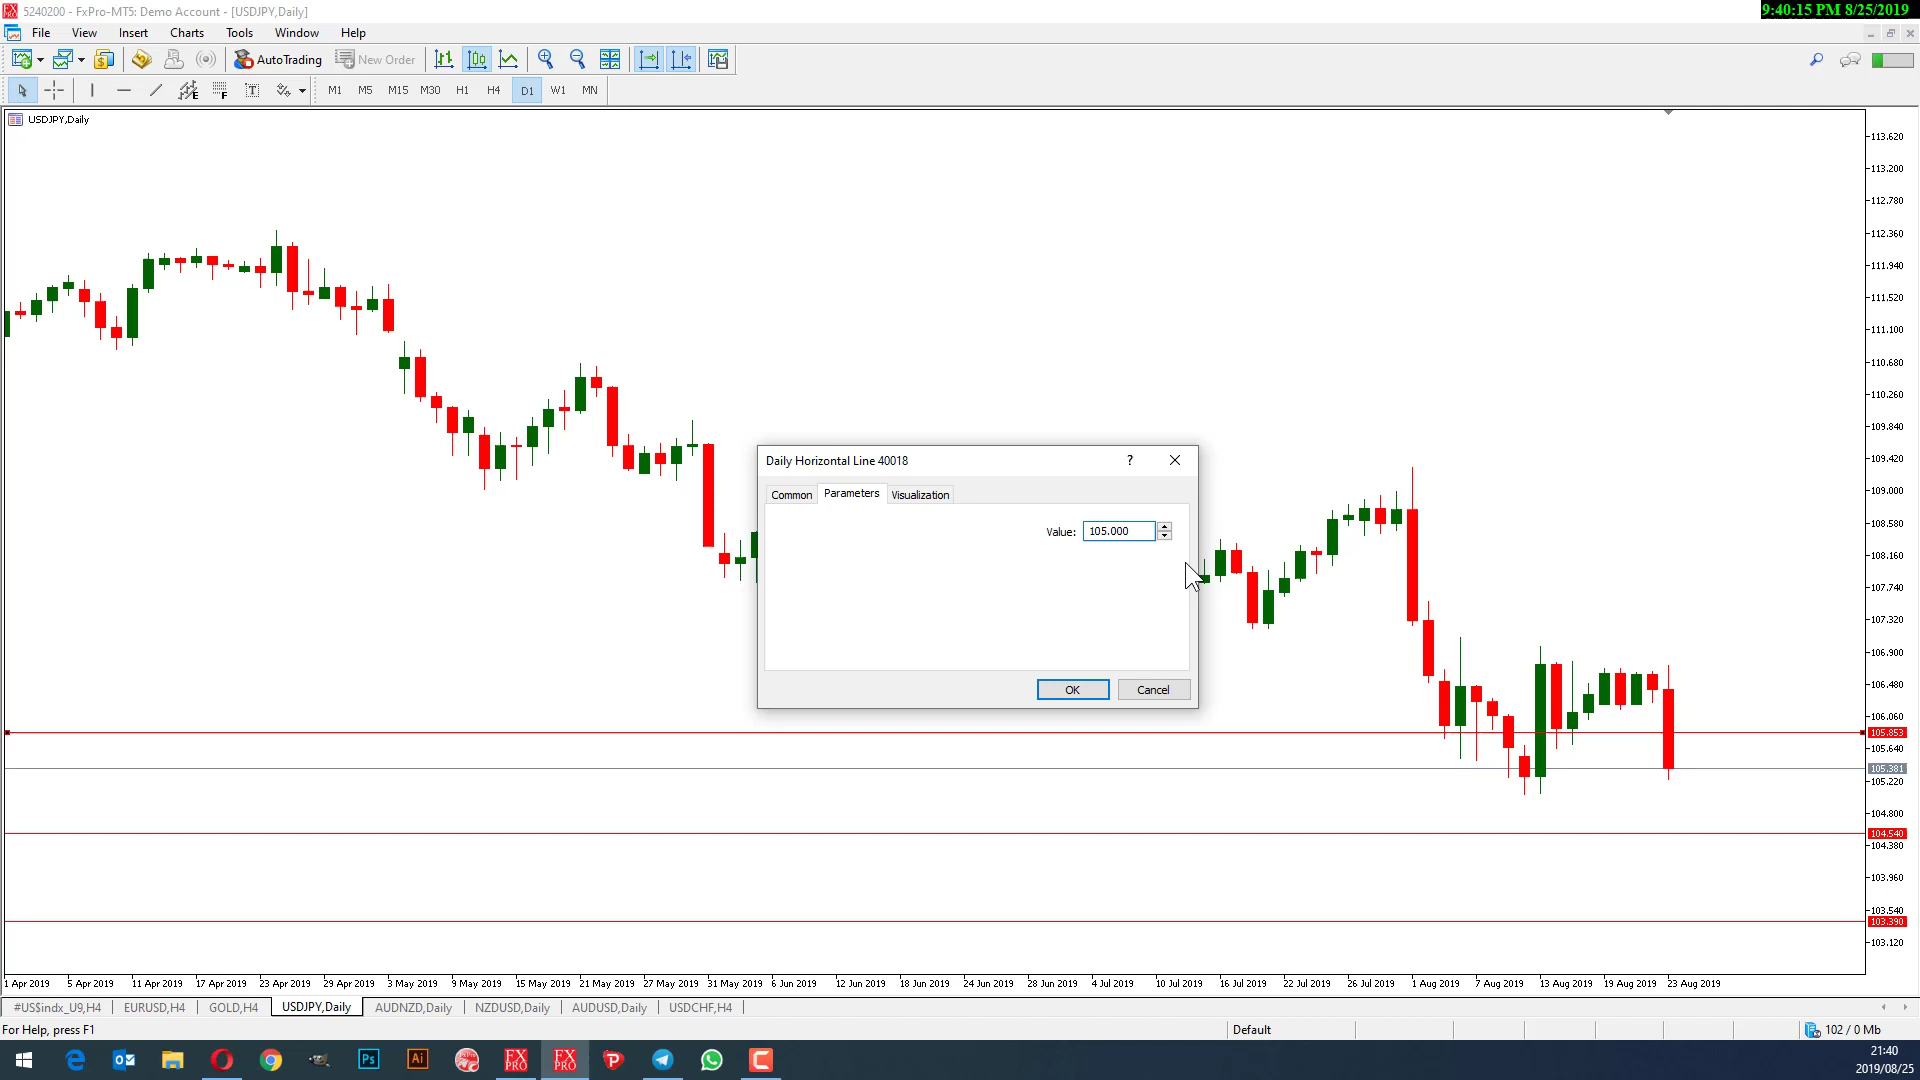 5240200 - FxPro-MT5: Demo Account - [USDJPY,Daily]
9:40:15 PM 8/25/2019
File View Insert Charts Tools Window Help
AutoTrading New Order
M1 M5 M15 M30 H1 H4 D1 W1 MN
USDJPY,Daily
113.620
113.200
112.780
112.360
111.940
111.520
111.100
110.680
110.260
109.840
109.420
109.000
108.580
108.160
107.740
107.320
106.900
106.480
106.060
105.853
105.640
105.381
105.220
104.800
104.540
104.380
103.960
103.540
103.390
103.120
Daily Horizontal Line 40018
Common Parameters Visualization
Value: 105.000
OK Cancel
1 Apr 2019 5 Apr 2019 11 Apr 2019 17 Apr 2019 23 Apr 2019 29 Apr 2019 3 May 2019 9 May 2019 15 May 2019 21 May 2019 27 May 2019 31 May 2019 6 Jun 2019 12 Jun 2019 18 Jun 2019 24 Jun 2019 28 Jun 2019 4 Jul 2019 10 Jul 2019 16 Jul 2019 22 Jul 2019 26 Jul 2019 1 Aug 2019 7 Aug 2019 13 Aug 2019 19 Aug 2019 23 Aug 2019
#US$indx_U9,H4 EURUSD,H4 GOLD,H4 USDJPY,Daily AUDNZD,Daily NZDUSD,Daily AUDUSD,Daily USDCHF,H4
For Help, press F1 Default 102 / 0 Mb
Ps Ai FX PRO FX PRO
21:40
2019/08/25